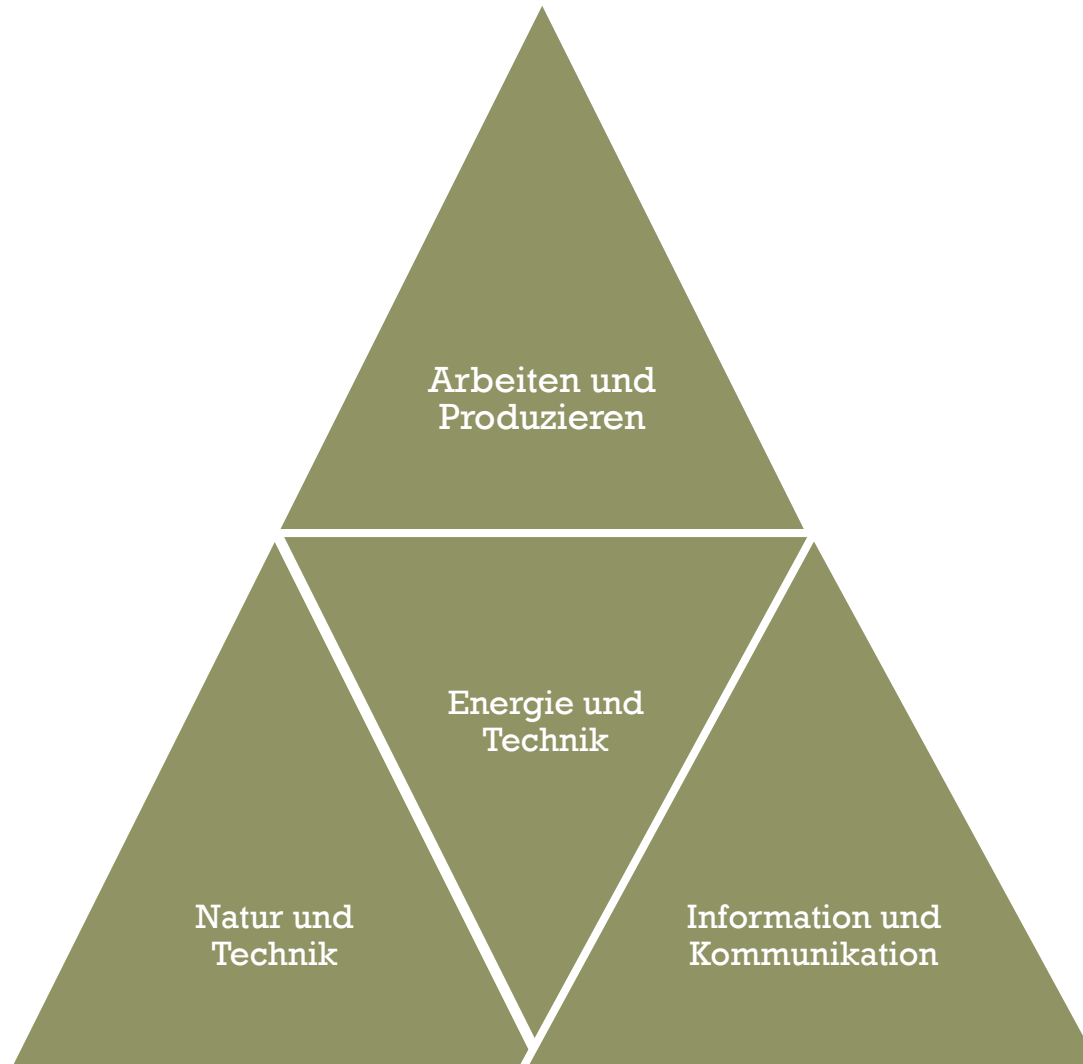 Arbeiten und
Produzieren
Energie und
Technik
Natur und
Technik
Information und
Kommunikation